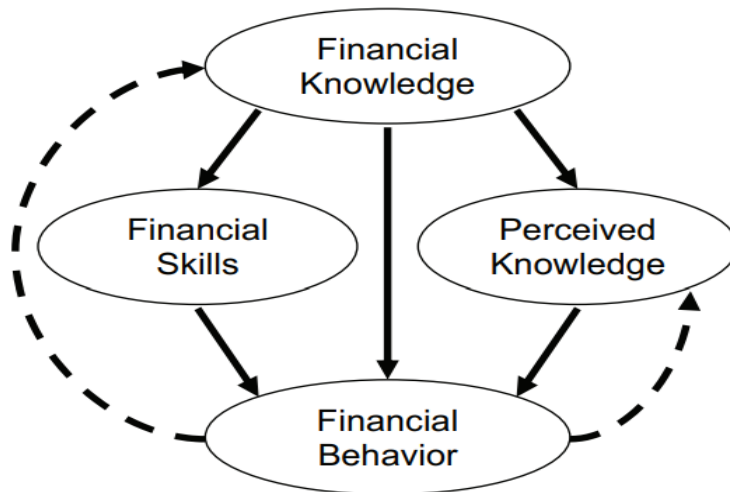 Financial
Knowledge
Financial
Skills
Perceived
Knowledge
Financial
Behavior